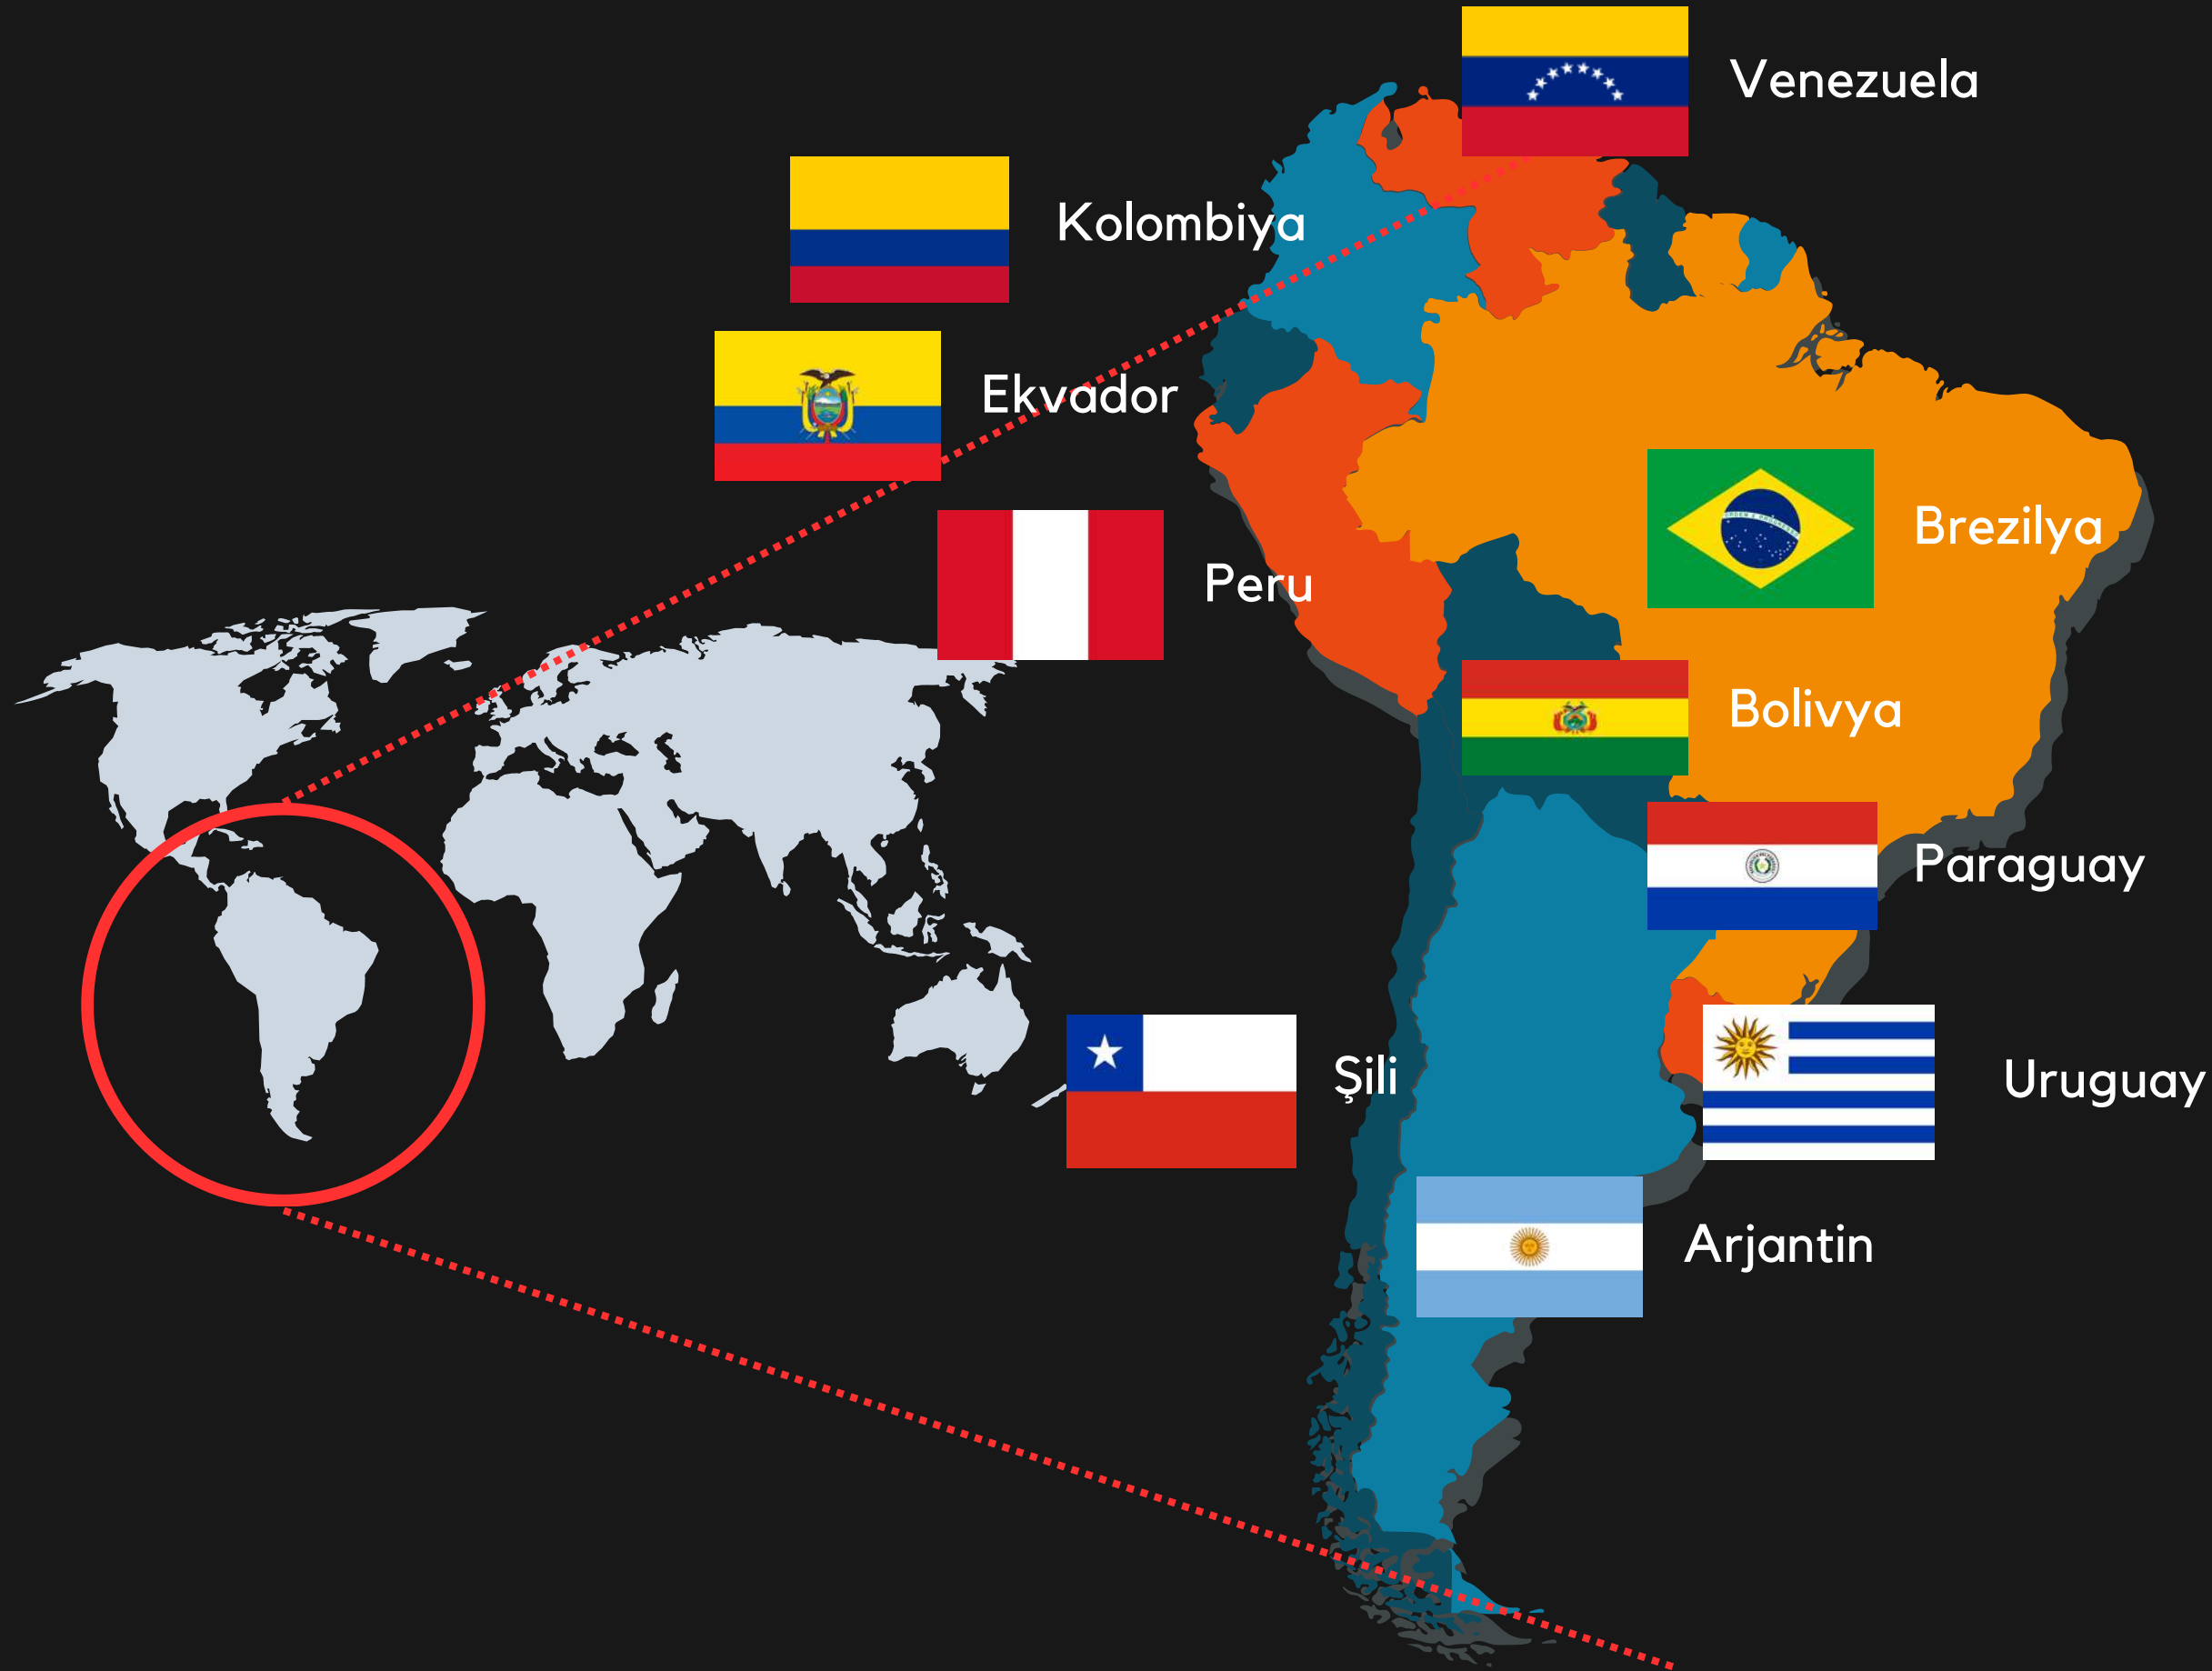 Venezuela
Kolombiya
Ekvador
Brezilya
Peru
Bolivya
Paraguay
Şili
Uruguay
Arjantin